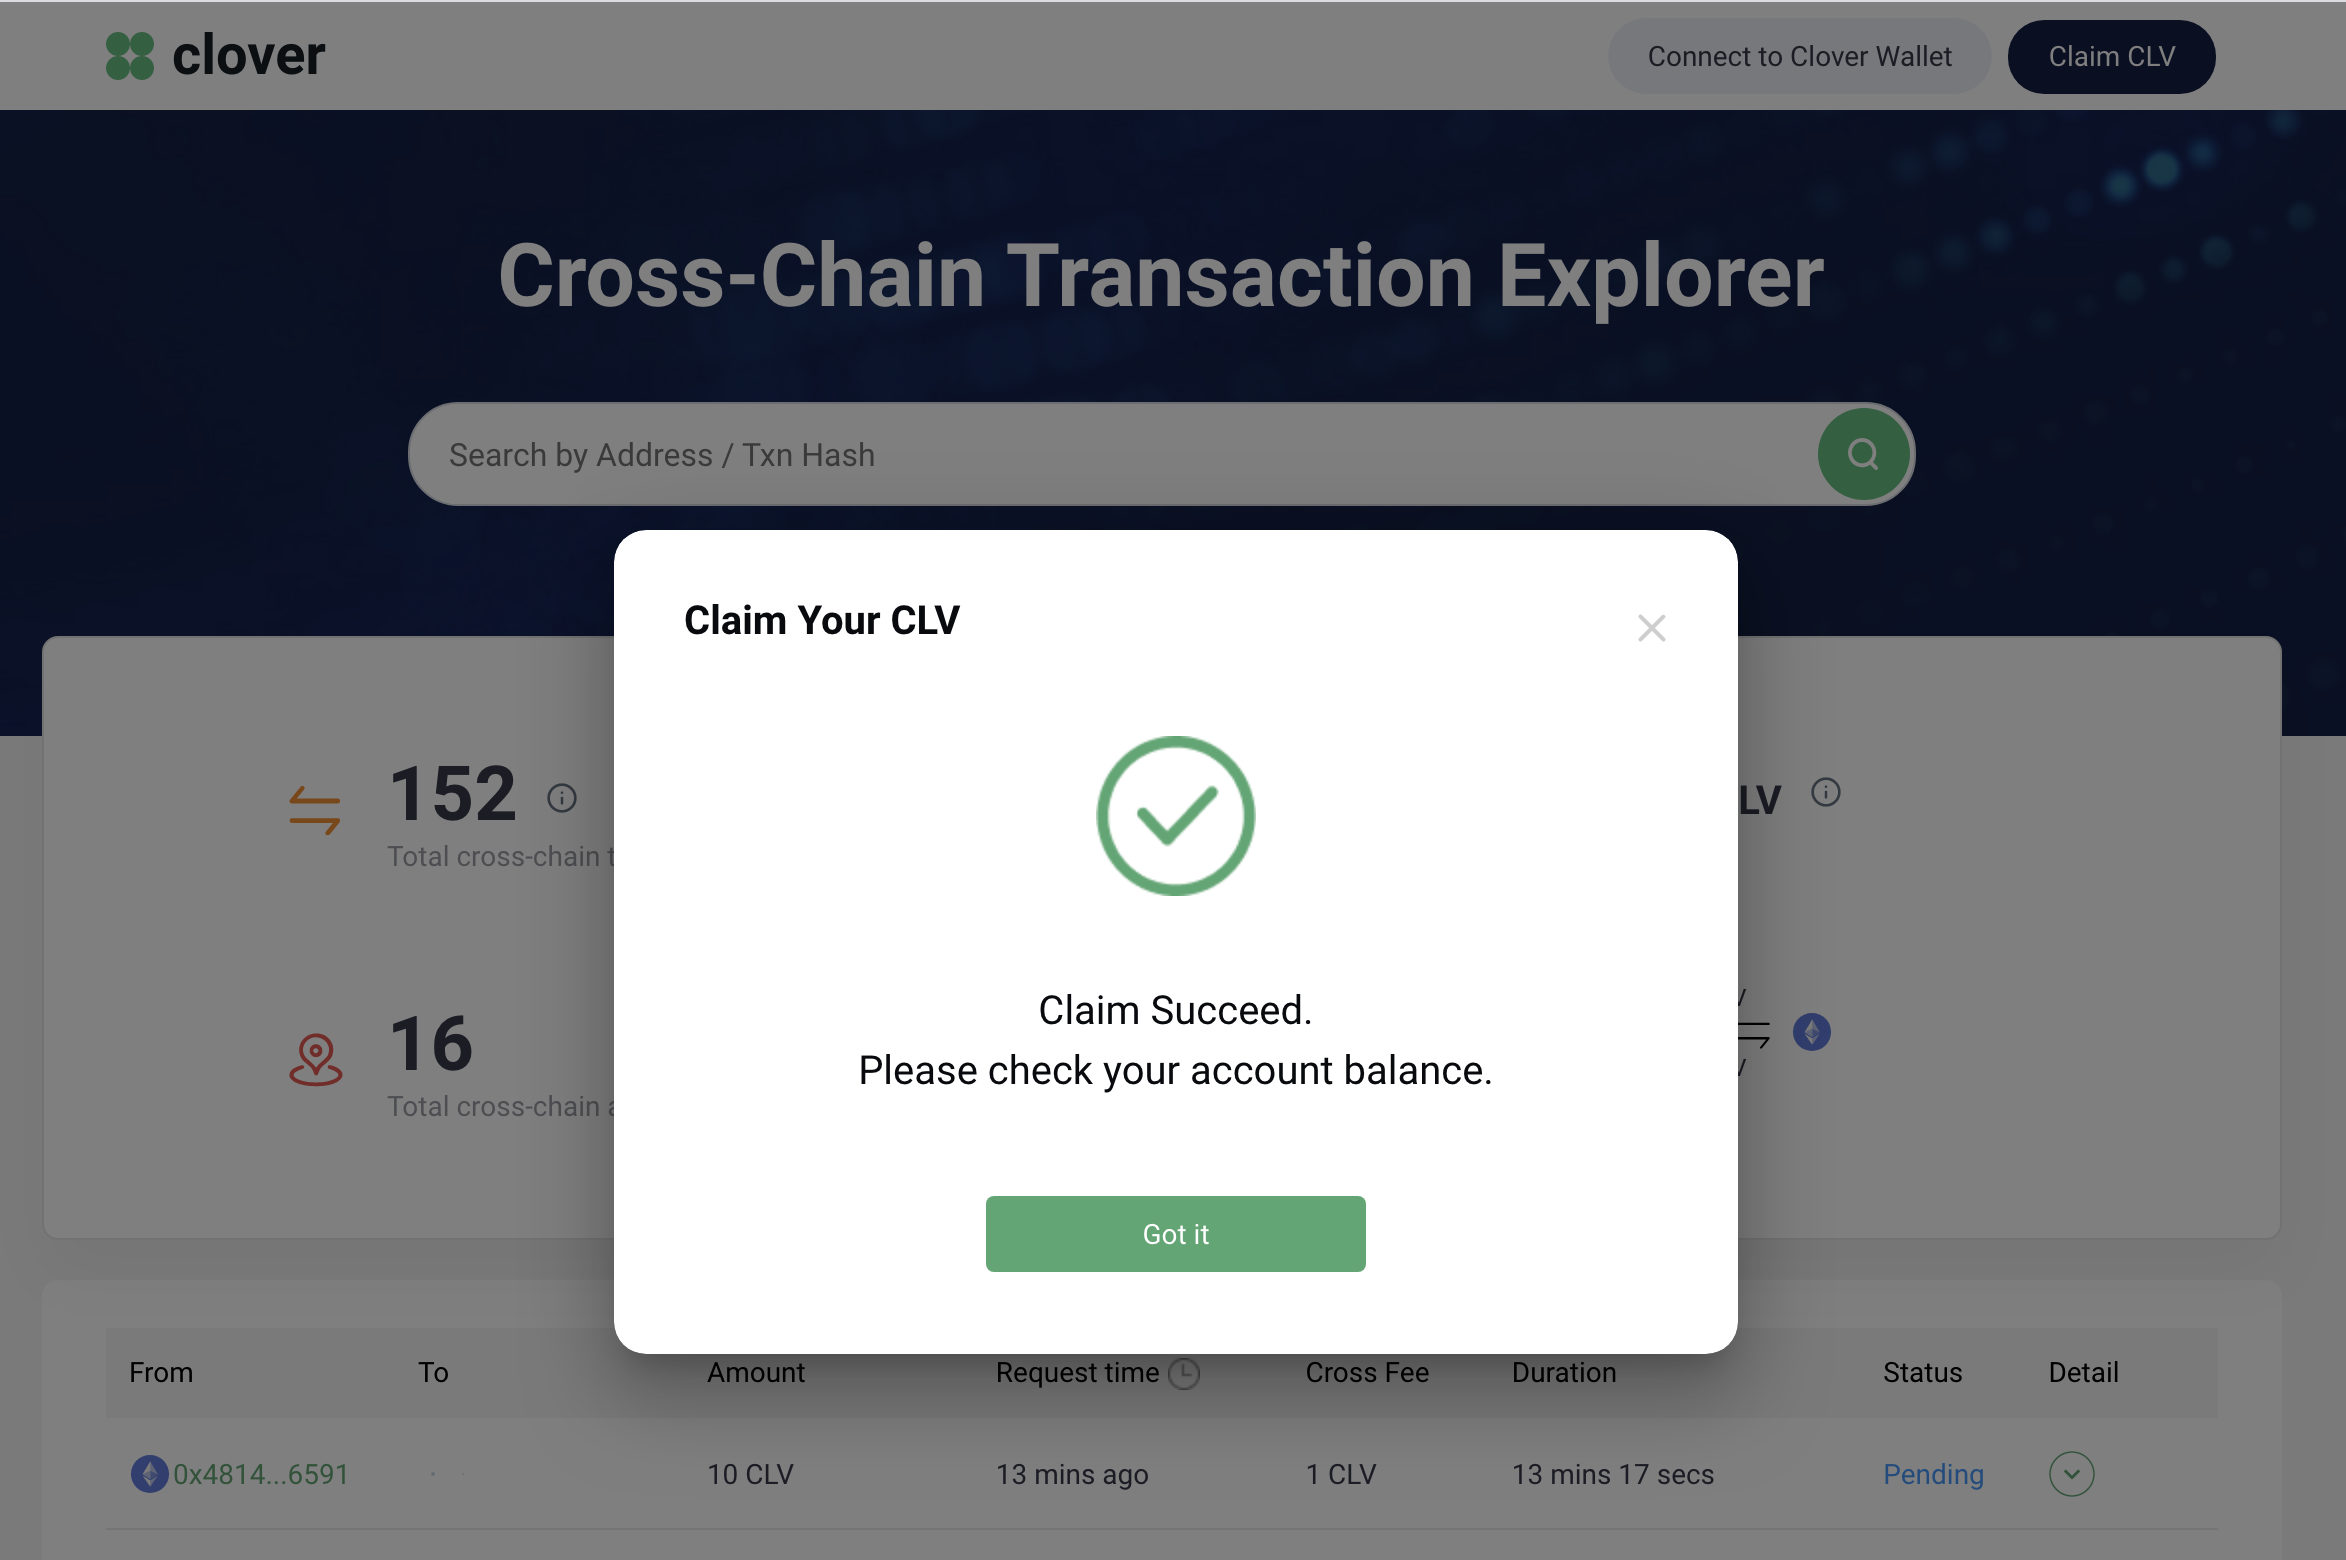 clover
Connect to Clover Wallet
Claim CLV
Cross-Chain Transaction Explorer
Search by Address / Txn Hash
Claim Your CLV
152
LV
Total cross-chain
Claim Succeed.
16
Please check your account balance.
Total cross-chain
Got it
From To Amount Request time Cross Fee Duration Status Detail
0x4814...6591 10 CLV 13 mins ago 1 CLV 13 mins 17 secs Pending